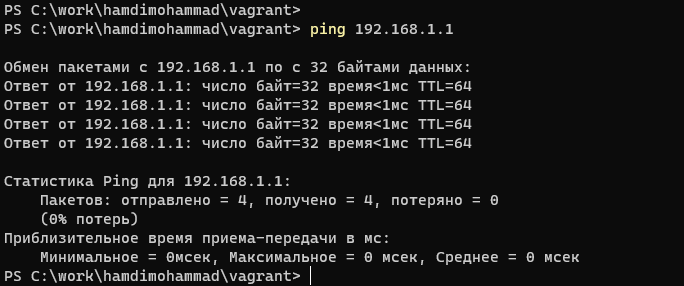 PS C:\work\hamdimohammad\vagrant>
PS C:\work\hamdimohammad\vagrant> ping 192.168.1.1
Обмен пакетами с 192.168.1.1 по с 32 байтами данных:
Ответ от 192.168.1.1: число байт=32 время<1мс TTL=64
Ответ от 192.168.1.1: число байт=32 время<1мс TTL=64
Ответ от 192.168.1.1: число байт=32 время<1мс TTL=64
Ответ от 192.168.1.1: число байт=32 время<1мс TTL=64
Статистика Ping для 192.168.1.1:
    Пакетов: отправлено = 4, получено = 4, потеряно = 0
    (0% потерь)
Приблизительное время приема-передачи в мс:
    Минимальное = 0мсек, Максимальное = 0 мсек, Среднее = 0 мсек
PS C:\work\hamdimohammad\vagrant>